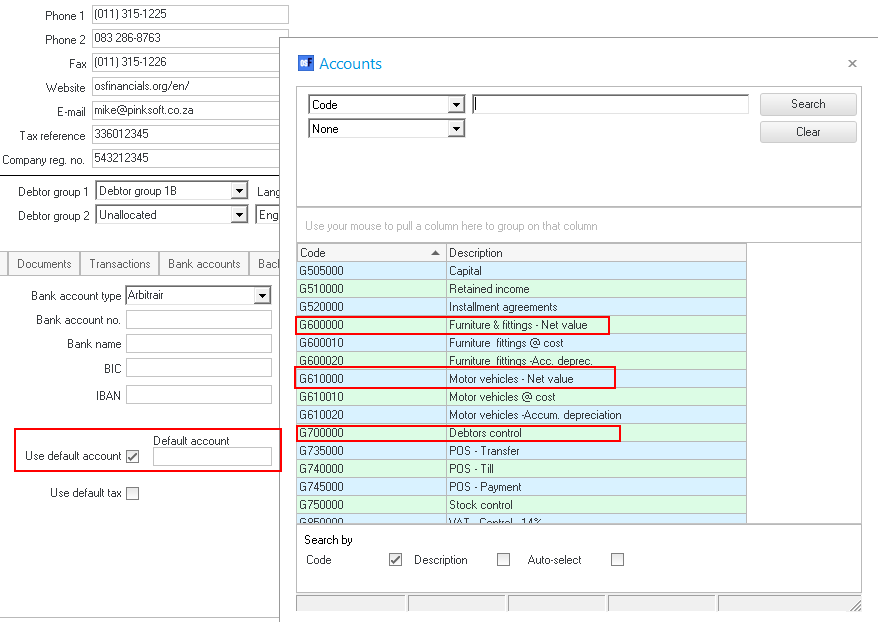 Phone 1 (011) 315-1225
Phone 2 083 286-8763
Fax (011) 315-1226
Website osfinancials.org/en/
E-mail mike@pinksoft.co.za
Tax reference 336012345
Company reg. no. 543212345
Debtor group 1 Debtor group 1B Lang
Debtor group 2 Unallocated Eng
Documents Transactions Bank accounts Bac
Bank account type Arbitrair
Bank account no.
Bank name
BIC
IBAN
Default account
Use default account
Use default tax
Accounts
Code Search
None Clear
Use your mouse to pull a column here to group on that column
Code Description
G505000 Capital
G510000 Retained income
G520000 Installment agreements
G600000 Furniture & fittings - Net value
G600010 Furniture fittings @ cost
G600020 Furniture fittings -Acc. deprec.
G610000 Motor vehicles - Net value
G610010 Motor vehicles @ cost
G610020 Motor vehicles -Accum. depreciation
G700000 Debtors control
G735000 POS - Transfer
G740000 POS - Till
G745000 POS - Payment
G750000 Stock control
G850000 VAT - Control - 14%
Search by
Code Description Auto-select